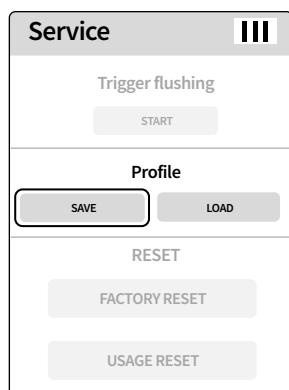 Service
Trigger flushing
START
Profile
SAVE LOAD
RESET
FACTORY RESET
USAGE RESET